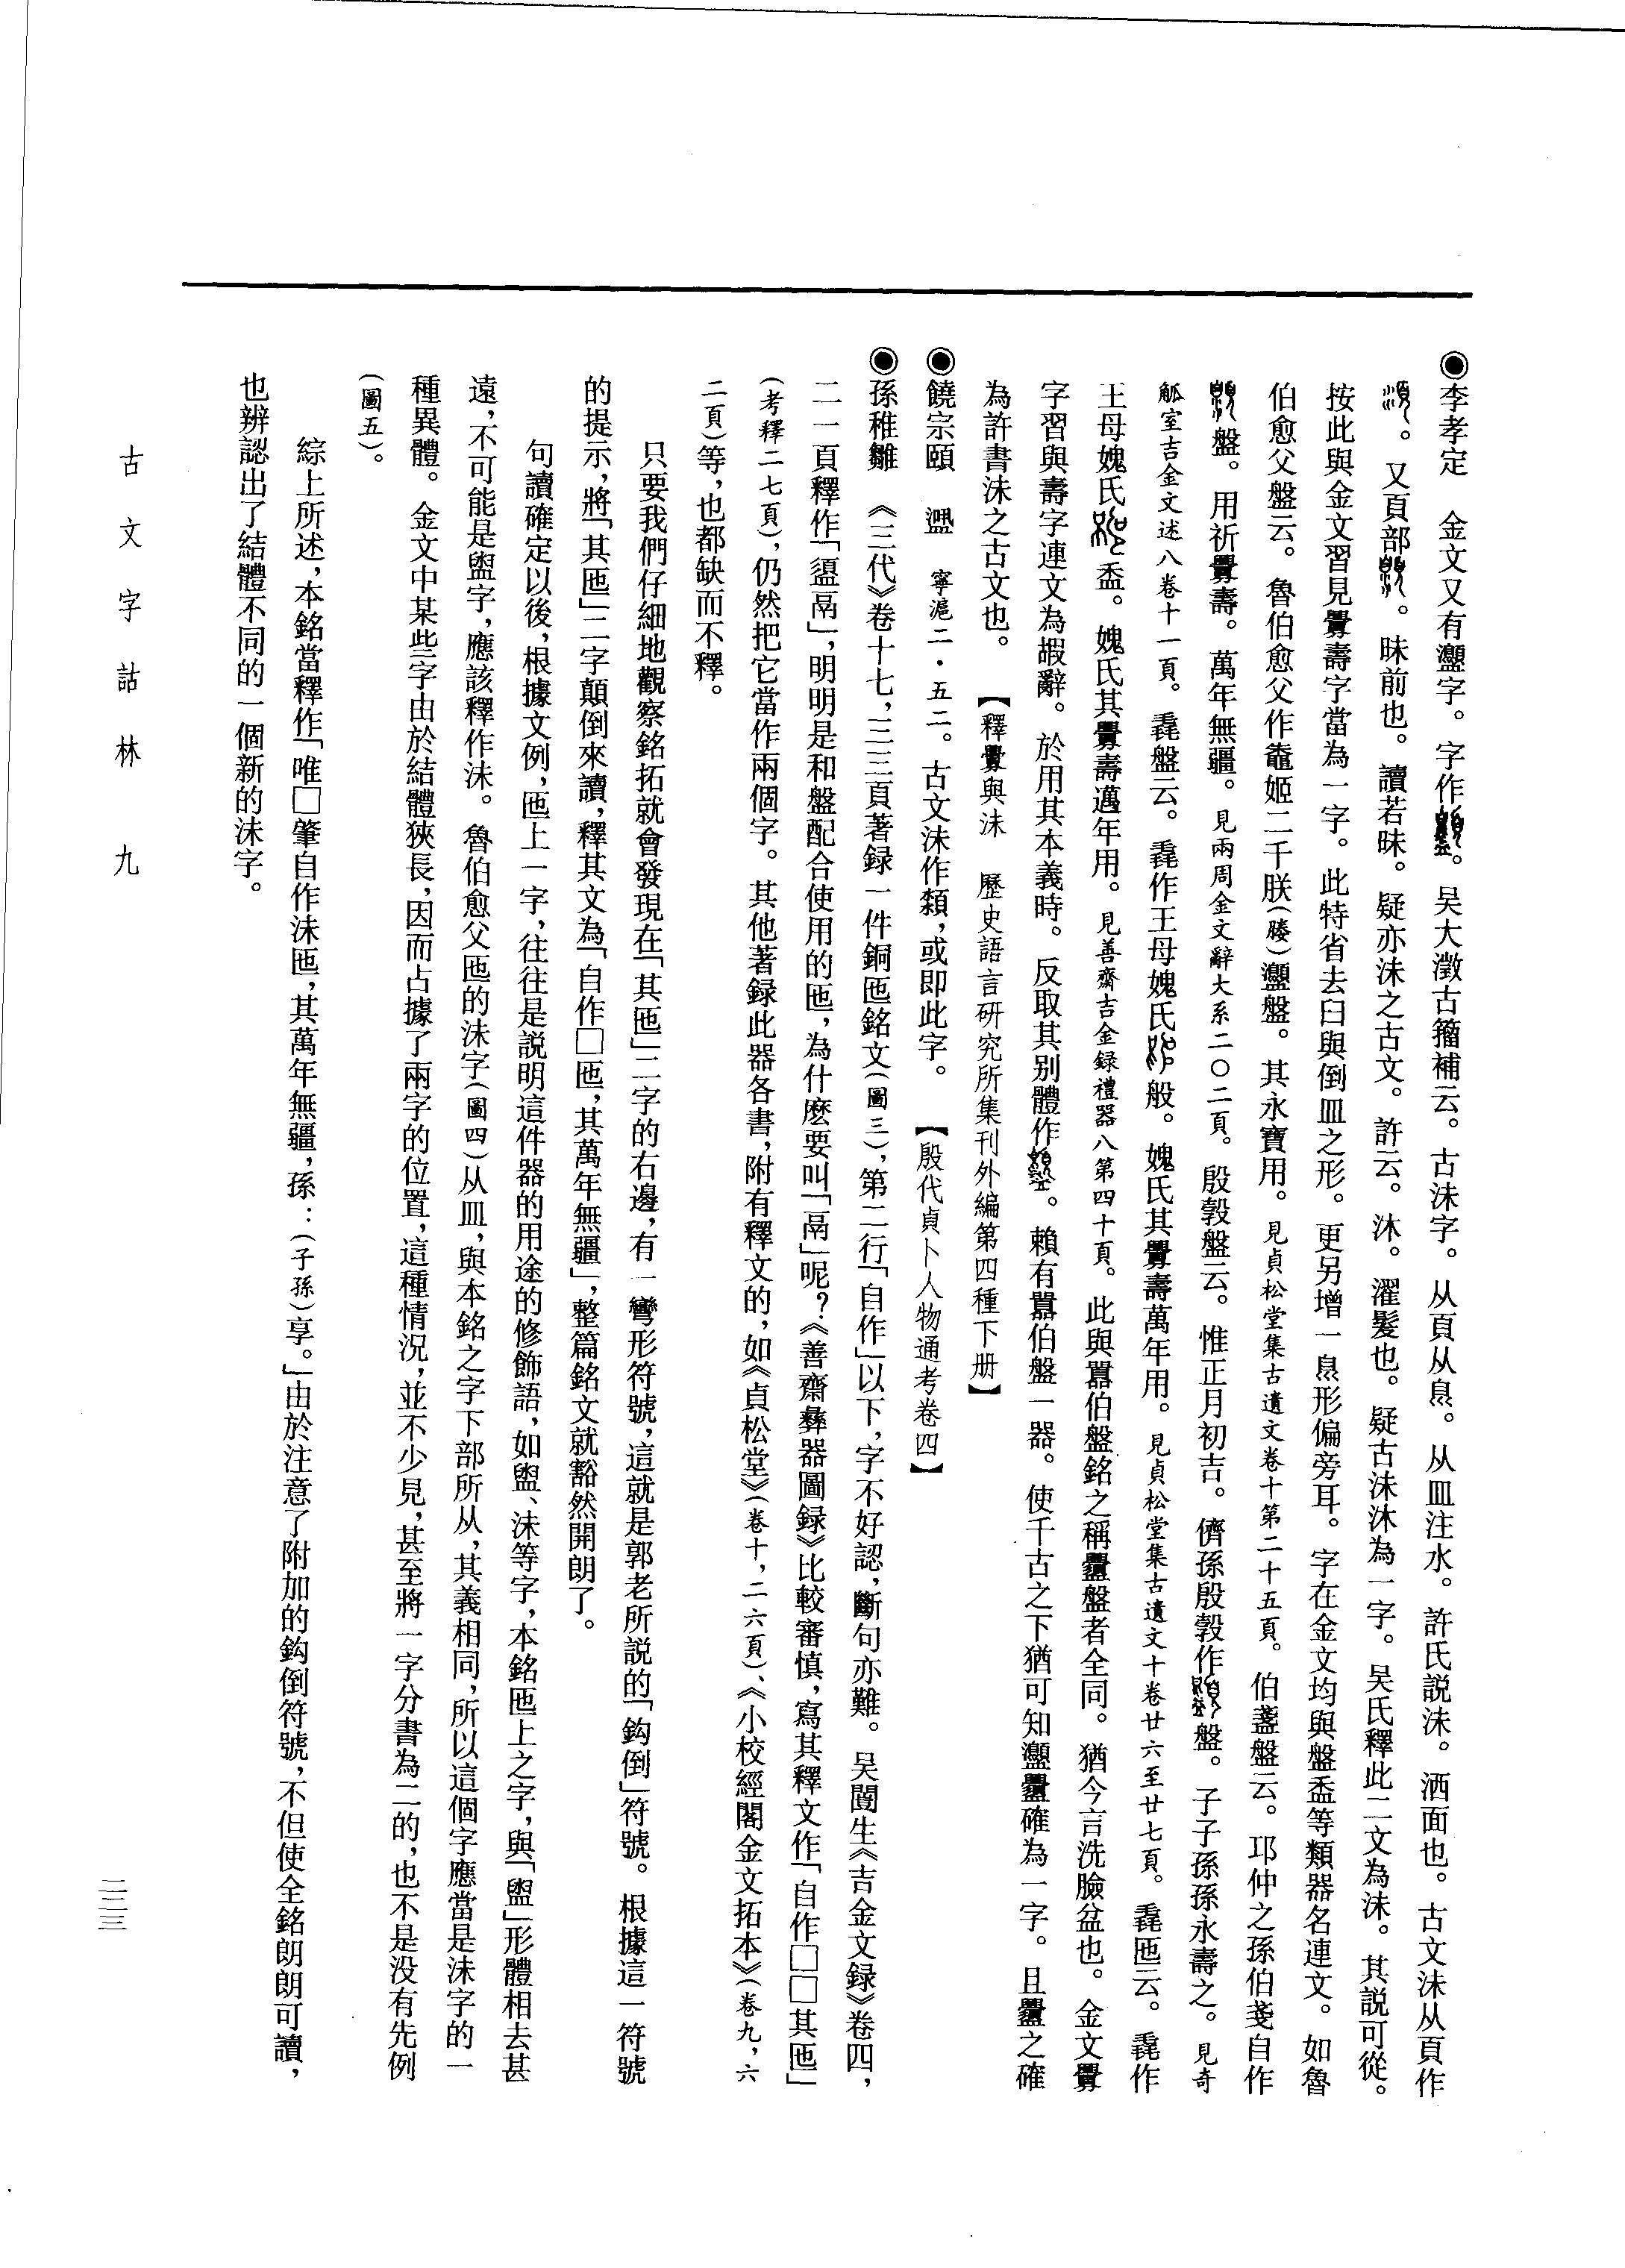 ◉李孝定　金文又有灦字。字作。吴大澂古籀補云。古沬字。从頁从𣊡。从皿注水。許氏説沬。洒面也。古文沬从頁作
。又頁部。昧前也。讀若昧。疑亦沬之古文。許云。沐。濯髮也。疑古沬沐為一字。吴氏釋此二文為沬。其説可從。
按此與金文習見釁壽字當為一字。此特省去臼與倒皿之形。更另增一形偏旁耳。字在金文均與盤盉等類器名連文。如魯
伯愈父盤云。魯伯愈父作鼄姬二千朕(媵)盤。其永寶用。見貞松堂集古遺文卷十第二十五頁。伯盞盤云。邛仲之孫伯戔自作
盤。用祈釁壽。萬年無疆。見兩周金文辭大系二〇二頁。殷㝅盤云。惟正月初吉。儕孫殷㝅作盤。子子孫孫永壽之。見奇
觚室吉金文述八卷十一頁。毳盤云。毳作王母媿氏般。媿氏其釁壽萬年用。見貞松堂集古遺文十卷廿六至廿七頁。毳匜云。毳作
王母媿氏盉。媿氏其釁壽邁年用。見善齋吉金録禮器八第四十頁。此與囂伯盤銘之稱盤者全同。猶今言洗臉盆也。金文釁
字習與壽字連文為嘏辭。於用其本義時。反取其别體作。賴有囂伯盤一器。使千古之下猶可知確為一字。且之確
為許書沬之古文也。　【釋釁與沬　歷史語言研究所集刊外編第四種下册】
◉饒宗頤　　寧滬二・五二。古文沬作頮，或即此字。　【殷代貞卜人物通考卷四】
◉孫稚雛　《三代》卷十七，三三頁著録一件銅匜銘文(圖三)，第二行「自作」以下，字不好認，斷句亦難。吴闓生《吉金文録》卷四，
二一頁釋作「盨鬲」，明明是和盤配合使用的匜，為什麽要叫「鬲」呢？《善齋彝器圖録》比較審慎，寫其釋文作「自作□□其匜」
(考釋二七頁)，仍然把它當作兩個字。其他著録此器各書，附有釋文的，如《貞松堂》(卷十，二六頁)、《小校經閣金文拓本》(卷九，六
二頁)等，也都缺而不釋。
只要我們仔細地觀察銘拓就會發現在「其匜」二字的右邊，有一彎形符號，這就是郭老所説的「鈎倒」符號。根據這一符號
的提示，將「其匜」二字顛倒來讀，釋其文為「自作□匜，其萬年無疆」，整篇銘文就豁然開朗了。
句讀確定以後，根據文例，匜上一字，往往是説明這件器的用途的修飾語，如盥、沬等字，本銘匜上之字，與「盥」形體相去甚
遠，不可能是盥字，應該釋作沬。魯伯愈父匜的沬字(圖四)从皿，與本銘之字下部所从，其義相同，所以這個字應當是沬字的一
種異體。金文中某些字由於結體狹長，因而占據了兩字的位置，這種情況，並不少見，甚至將一字分書為二的，也不是没有先例
(圖五)。
綜上所述，本銘當釋作「唯□肇自作沬匜，其萬年無疆，孫：(子孫)享。」由於注意了附加的鈎倒符號，不但使全銘朗朗可讀，
也辨認出了結體不同的一個新的沬字。
古文字詁林　九
二二三